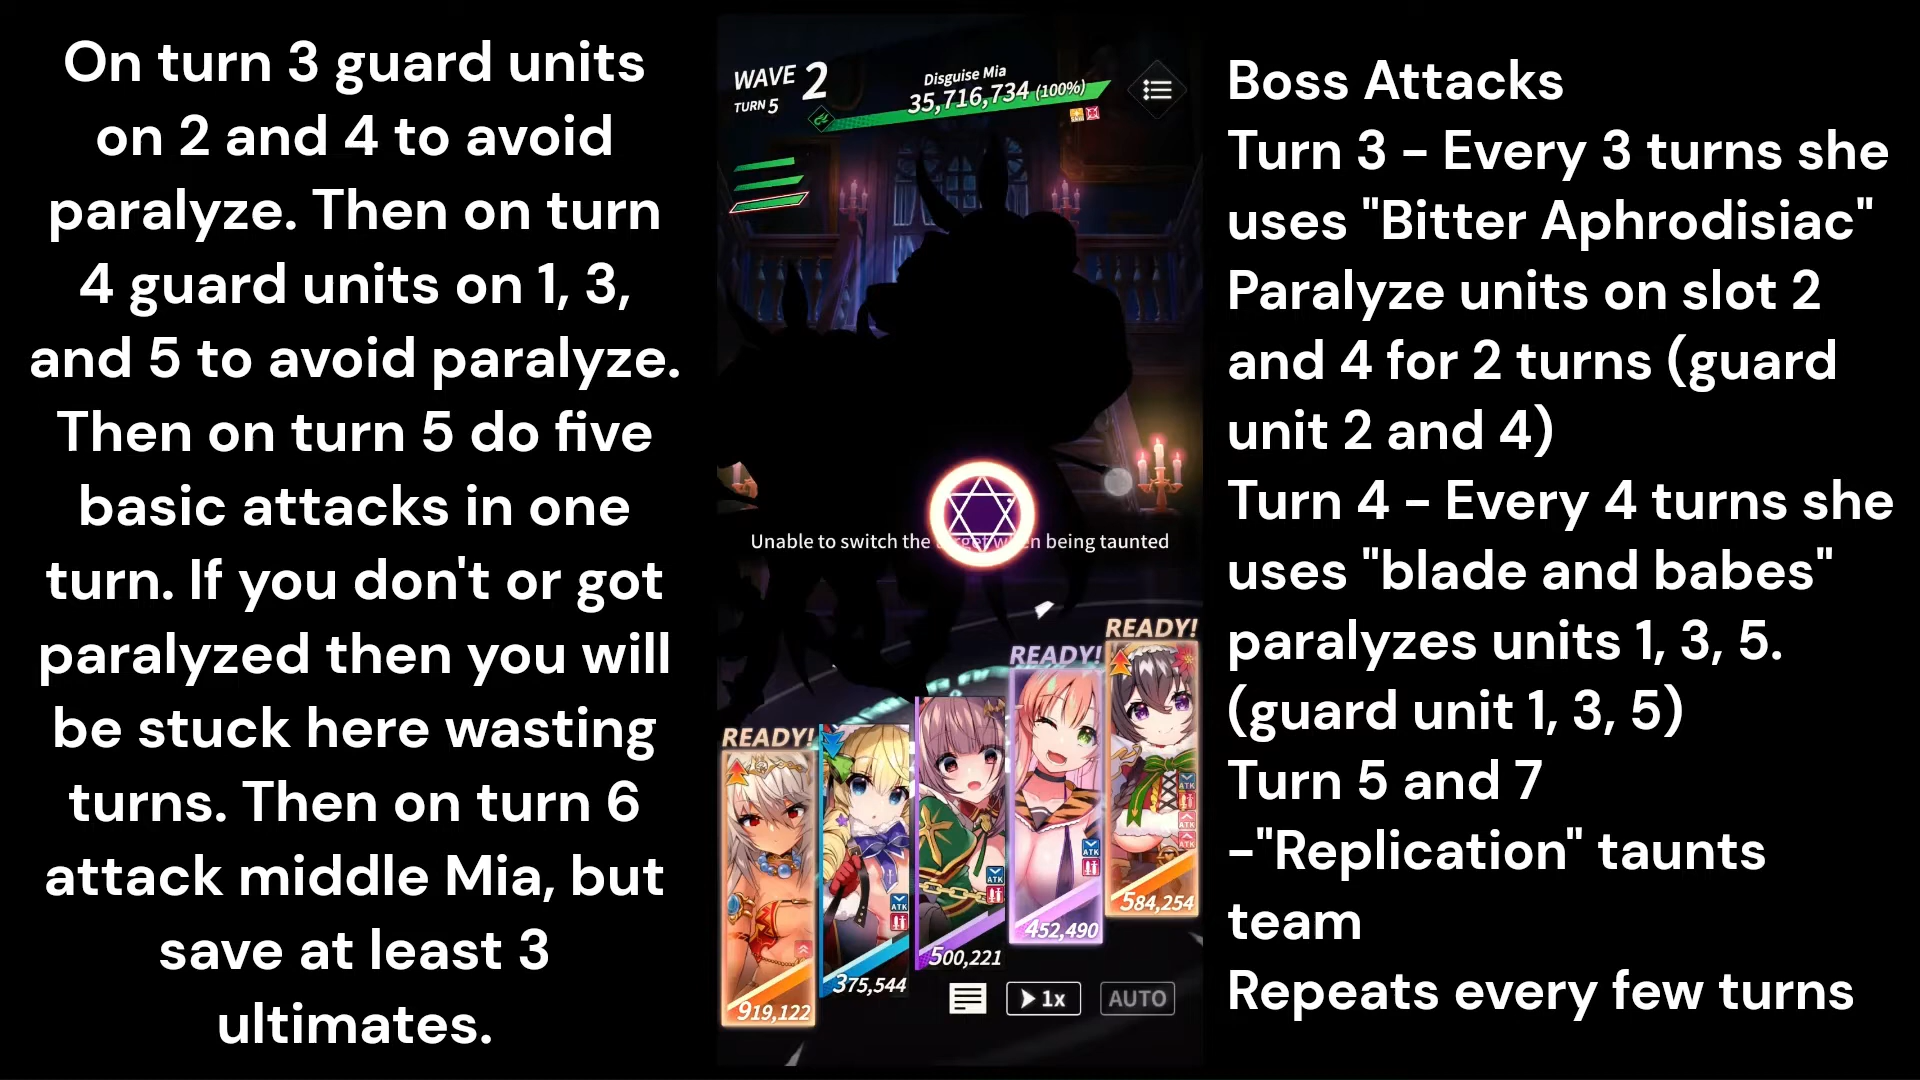 On turn 3 guard units
on 2 and 4 to avoid
paralyze. Then on turn
4 guard units on 1, 3,
and 5 to avoid paralyze.
Then on turn 5 do five
basic attacks in one
turn. If you don't or got
paralyzed then you will
be stuck here wasting
turns. Then on turn 6
attack middle Mia, but
save at least 3
ultimates.
WAVE 2
TURN 5
Disguise Mia
35,716,734 (100%)
Unable to switch the target when being taunted
READY!
READY!
READY!
919,122
375,544
500,221
452,490
584,254
ATK
ATK
ATK
ATK
ATK
ATK
1x
AUTO
Boss Attacks
Turn 3 - Every 3 turns she
uses "Bitter Aphrodisiac"
Paralyze units on slot 2
and 4 for 2 turns (guard
unit 2 and 4)
Turn 4 - Every 4 turns she
uses "blade and babes"
paralyzes units 1, 3, 5.
(guard unit 1, 3, 5)
Turn 5 and 7
-"Replication" taunts
team
Repeats every few turns